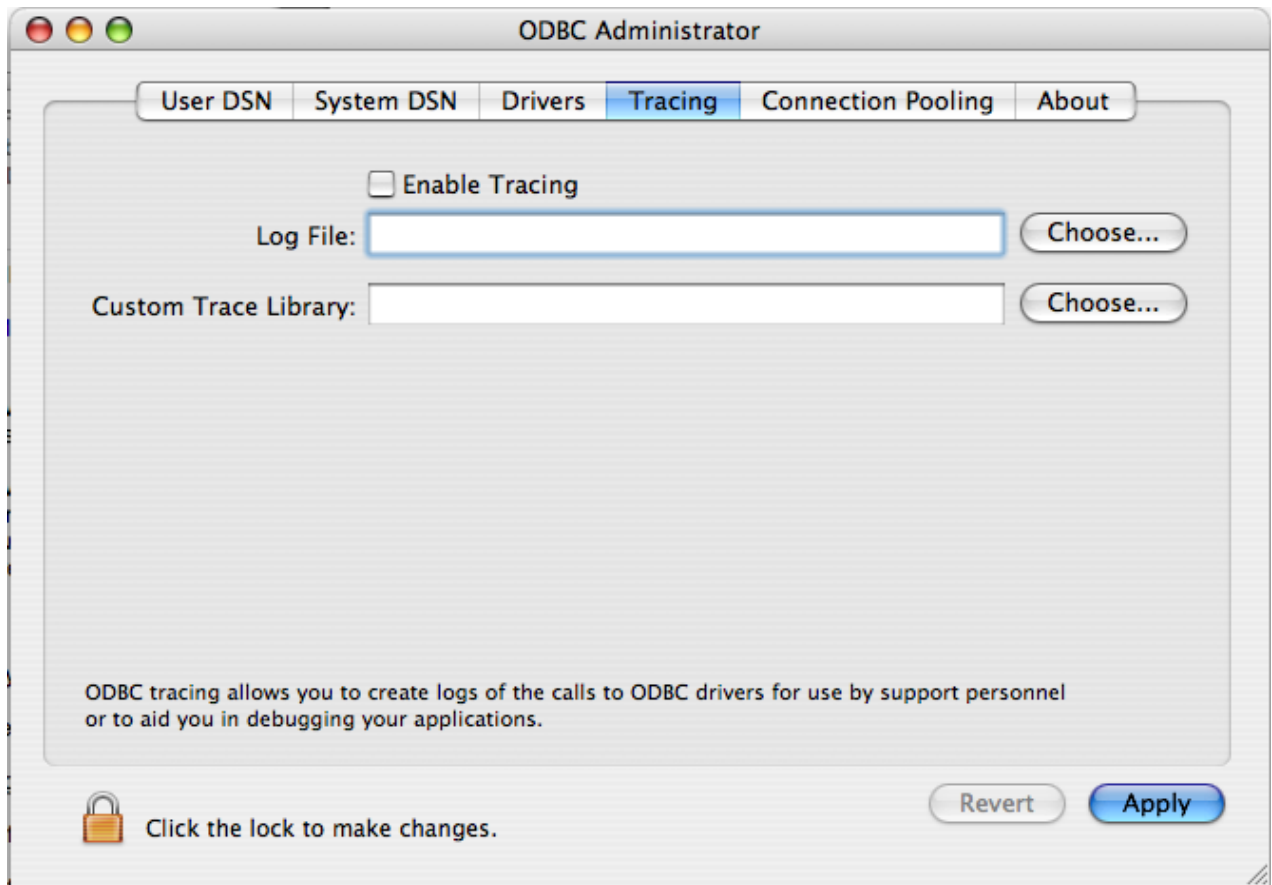 ODBC Administrator
User DSN System DSN Drivers Tracing Connection Pooling About
Enable Tracing
Log File: Choose...
Custom Trace Library: Choose...
ODBC tracing allows you to create logs of the calls to ODBC drivers for use by support personnel
or to aid you in debugging your applications.
Revert Apply
Click the lock to make changes.